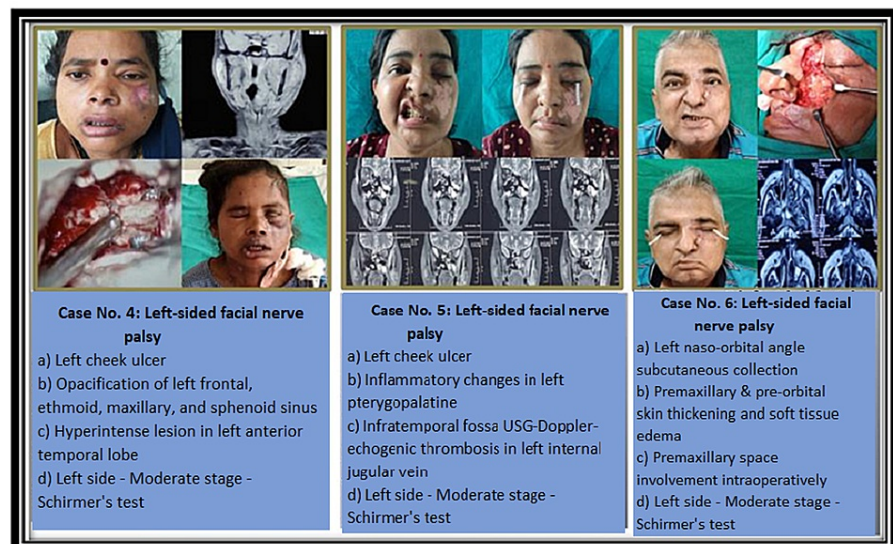 Case No. 4: Left-sided facial nerve
palsy
a) Left cheek ulcer
b) Opacification of left frontal,
ethmoid, maxillary, and sphenoid sinus
c) Hyperintense lesion in left anterior
temporal lobe
d) Left side - Moderate stage -
Schirmer's test
Case No. 5: Left-sided facial nerve
palsy
a) Left cheek ulcer
b) Inflammatory changes in left
pterygopalatine
c) Infratemporal fossa USG-Doppler-
echogenic thrombosis in left internal
jugular vein
d) Left side - Moderate stage -
Schirmer's test
Case No. 6: Left-sided facial
nerve palsy
a) Left naso-orbital angle
subcutaneous collection
b) Premaxillary & pre-orbital
skin thickening and soft tissue
edema
c) Premaxillary space
involvement intraoperatively
d) Left side - Moderate stage -
Schirmer's test